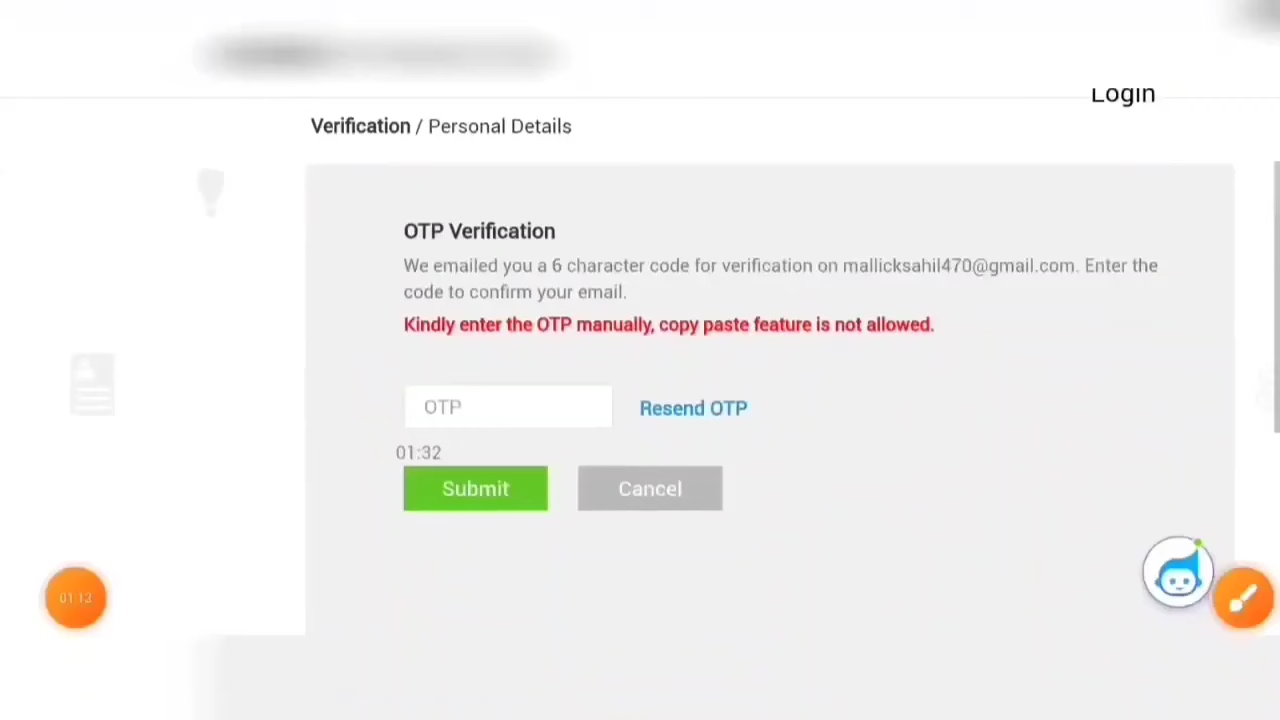 Login
Verification / Personal Details
OTP Verification
We emailed you a 6 character code for verification on mallicksahil470@gmail.com. Enter the
code to confirm your email.
Kindly enter the OTP manually, copy paste feature is not allowed.
OTP
Resend OTP
01:32
Submit
Cancel
01:13